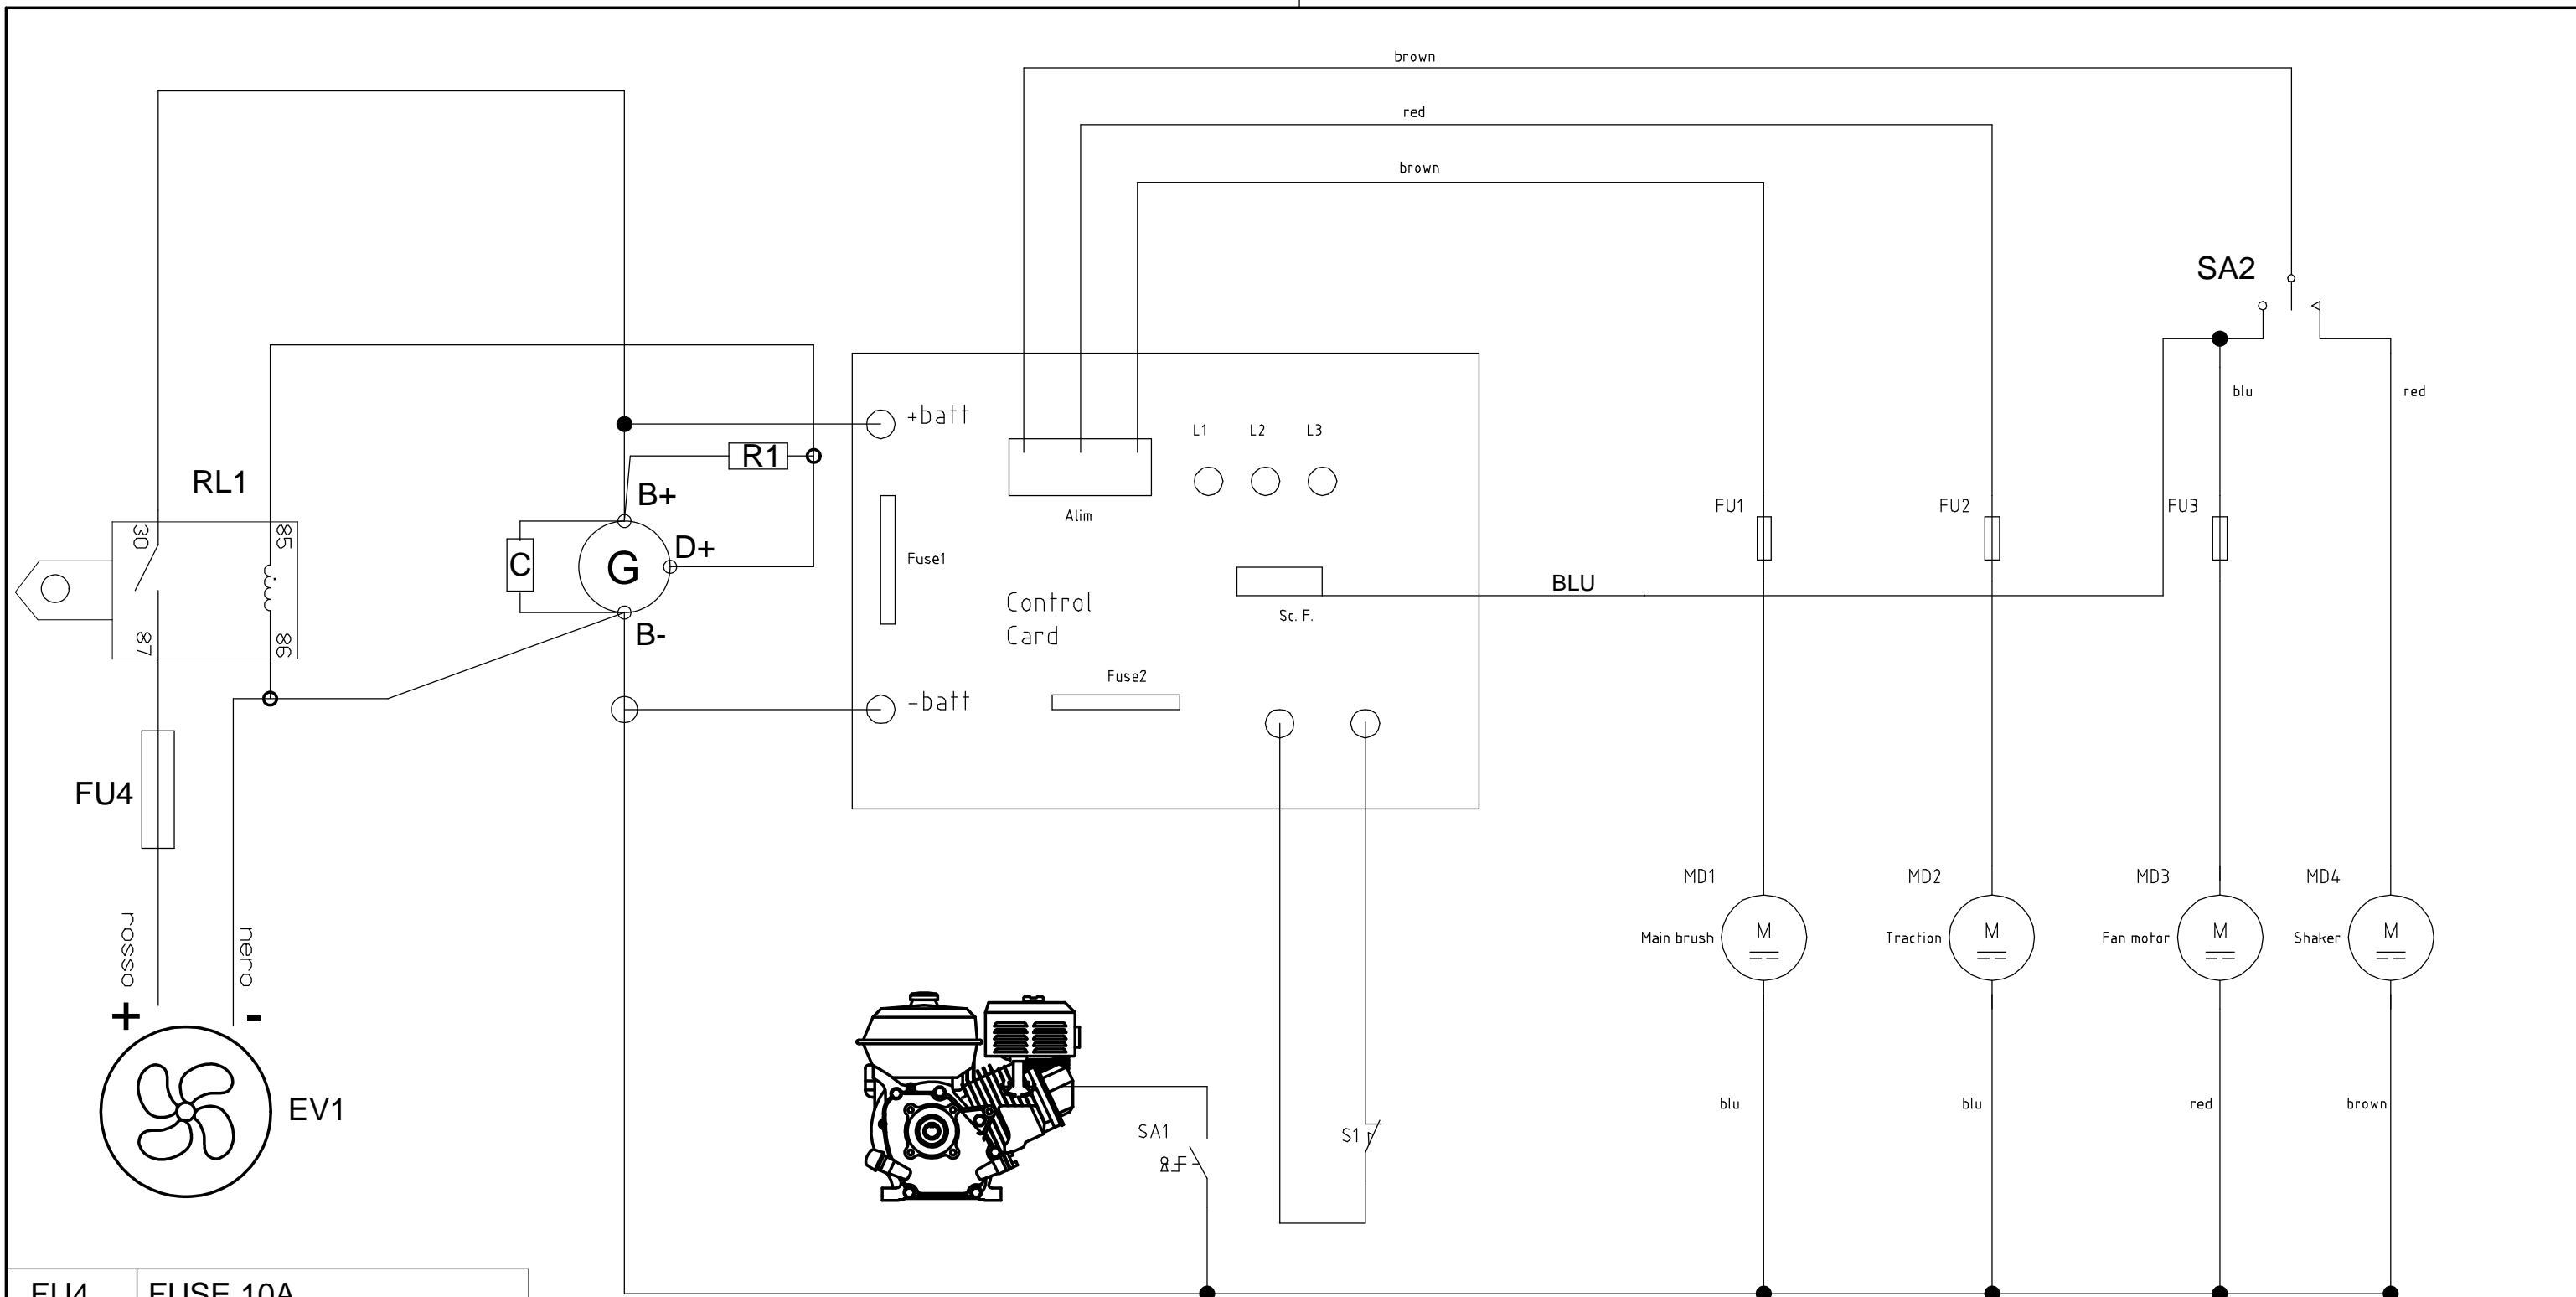 brown
red
brown
SA2
blu
red
+batt
L1 L2 L3
R1
RL1
B+
30
85
FU1
FU2
FU3
Alim
D+
C
G
Fuse1
BLU
Control
Card
Sc. F.
B-
87
86
Fuse2
-batt
FU4
MD1
MD2
MD3
MD4
rosso
nero
Main brush
M
Traction
M
Fan motor
M
Shaker
M
+
-
EV1
blu
blu
red
brown
SA1
S1
FU4 FUSE 10A